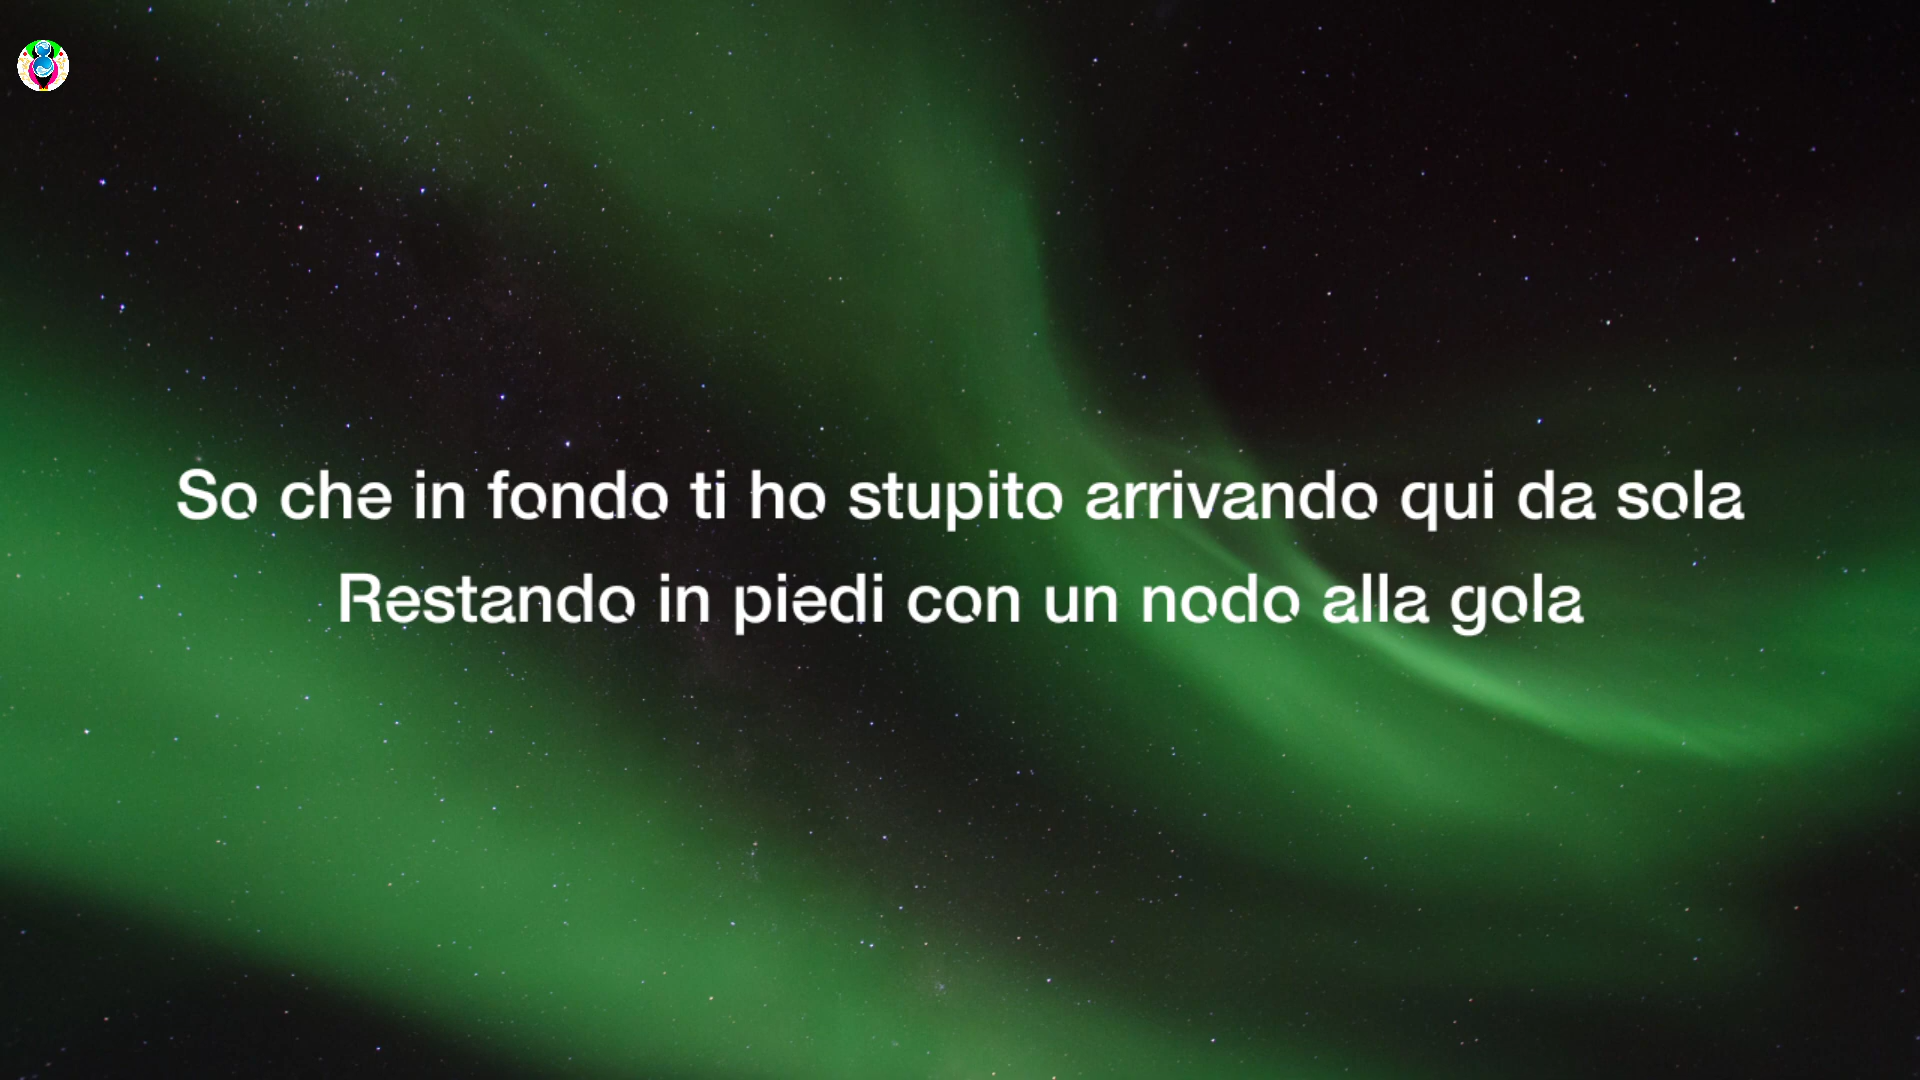 So che in fondo ti ho stupito arrivando qui da sola
Restando in piedi con un nodo alla gola